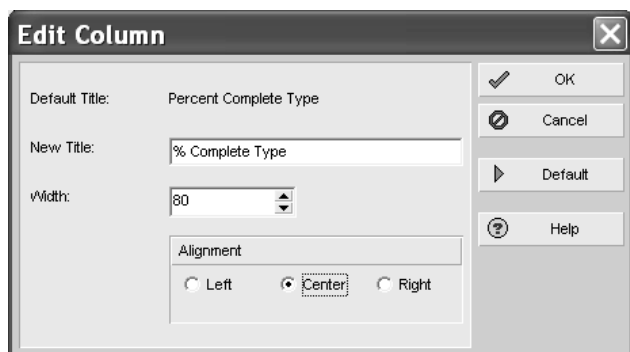 Edit Column
Default Title: Percent Complete Type
New Title: % Complete Type
Width: 80
Alignment
Left Center Right
OK
Cancel
Default
Help